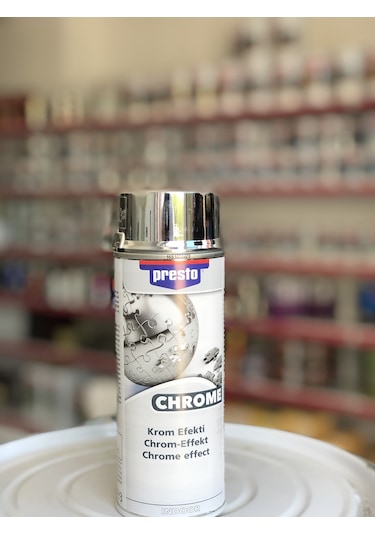 presto
CHROME
Krom Efekti
Chrom-Effekt
Chrome effect
INDOOR